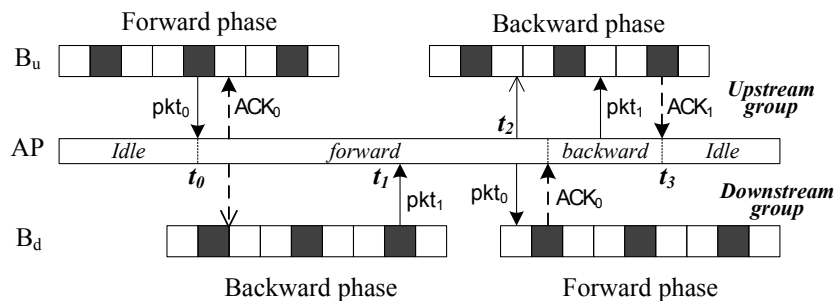 Forward phase
Backward phase
Bu
pkt0
ACK0
t2
pkt1
ACK1
Upstream group
AP
Idle
forward
backward
Idle
t0
t1
t3
pkt1
pkt0
ACK0
Downstream group
Bd
Backward phase
Forward phase